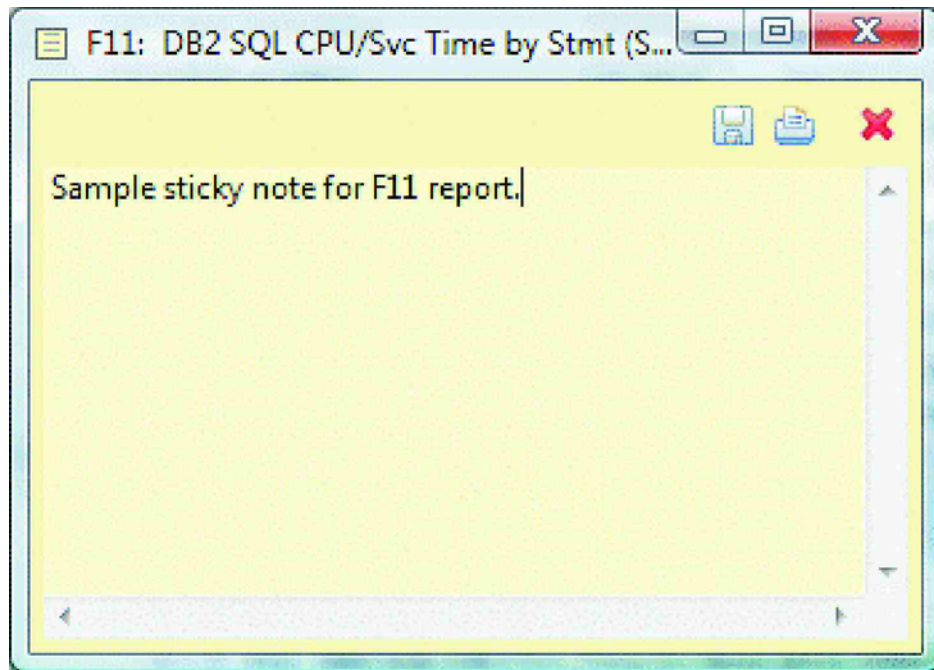 F11: DB2 SQL CPU/Svc Time by Stmt (S...
Sample sticky note for F11 report.